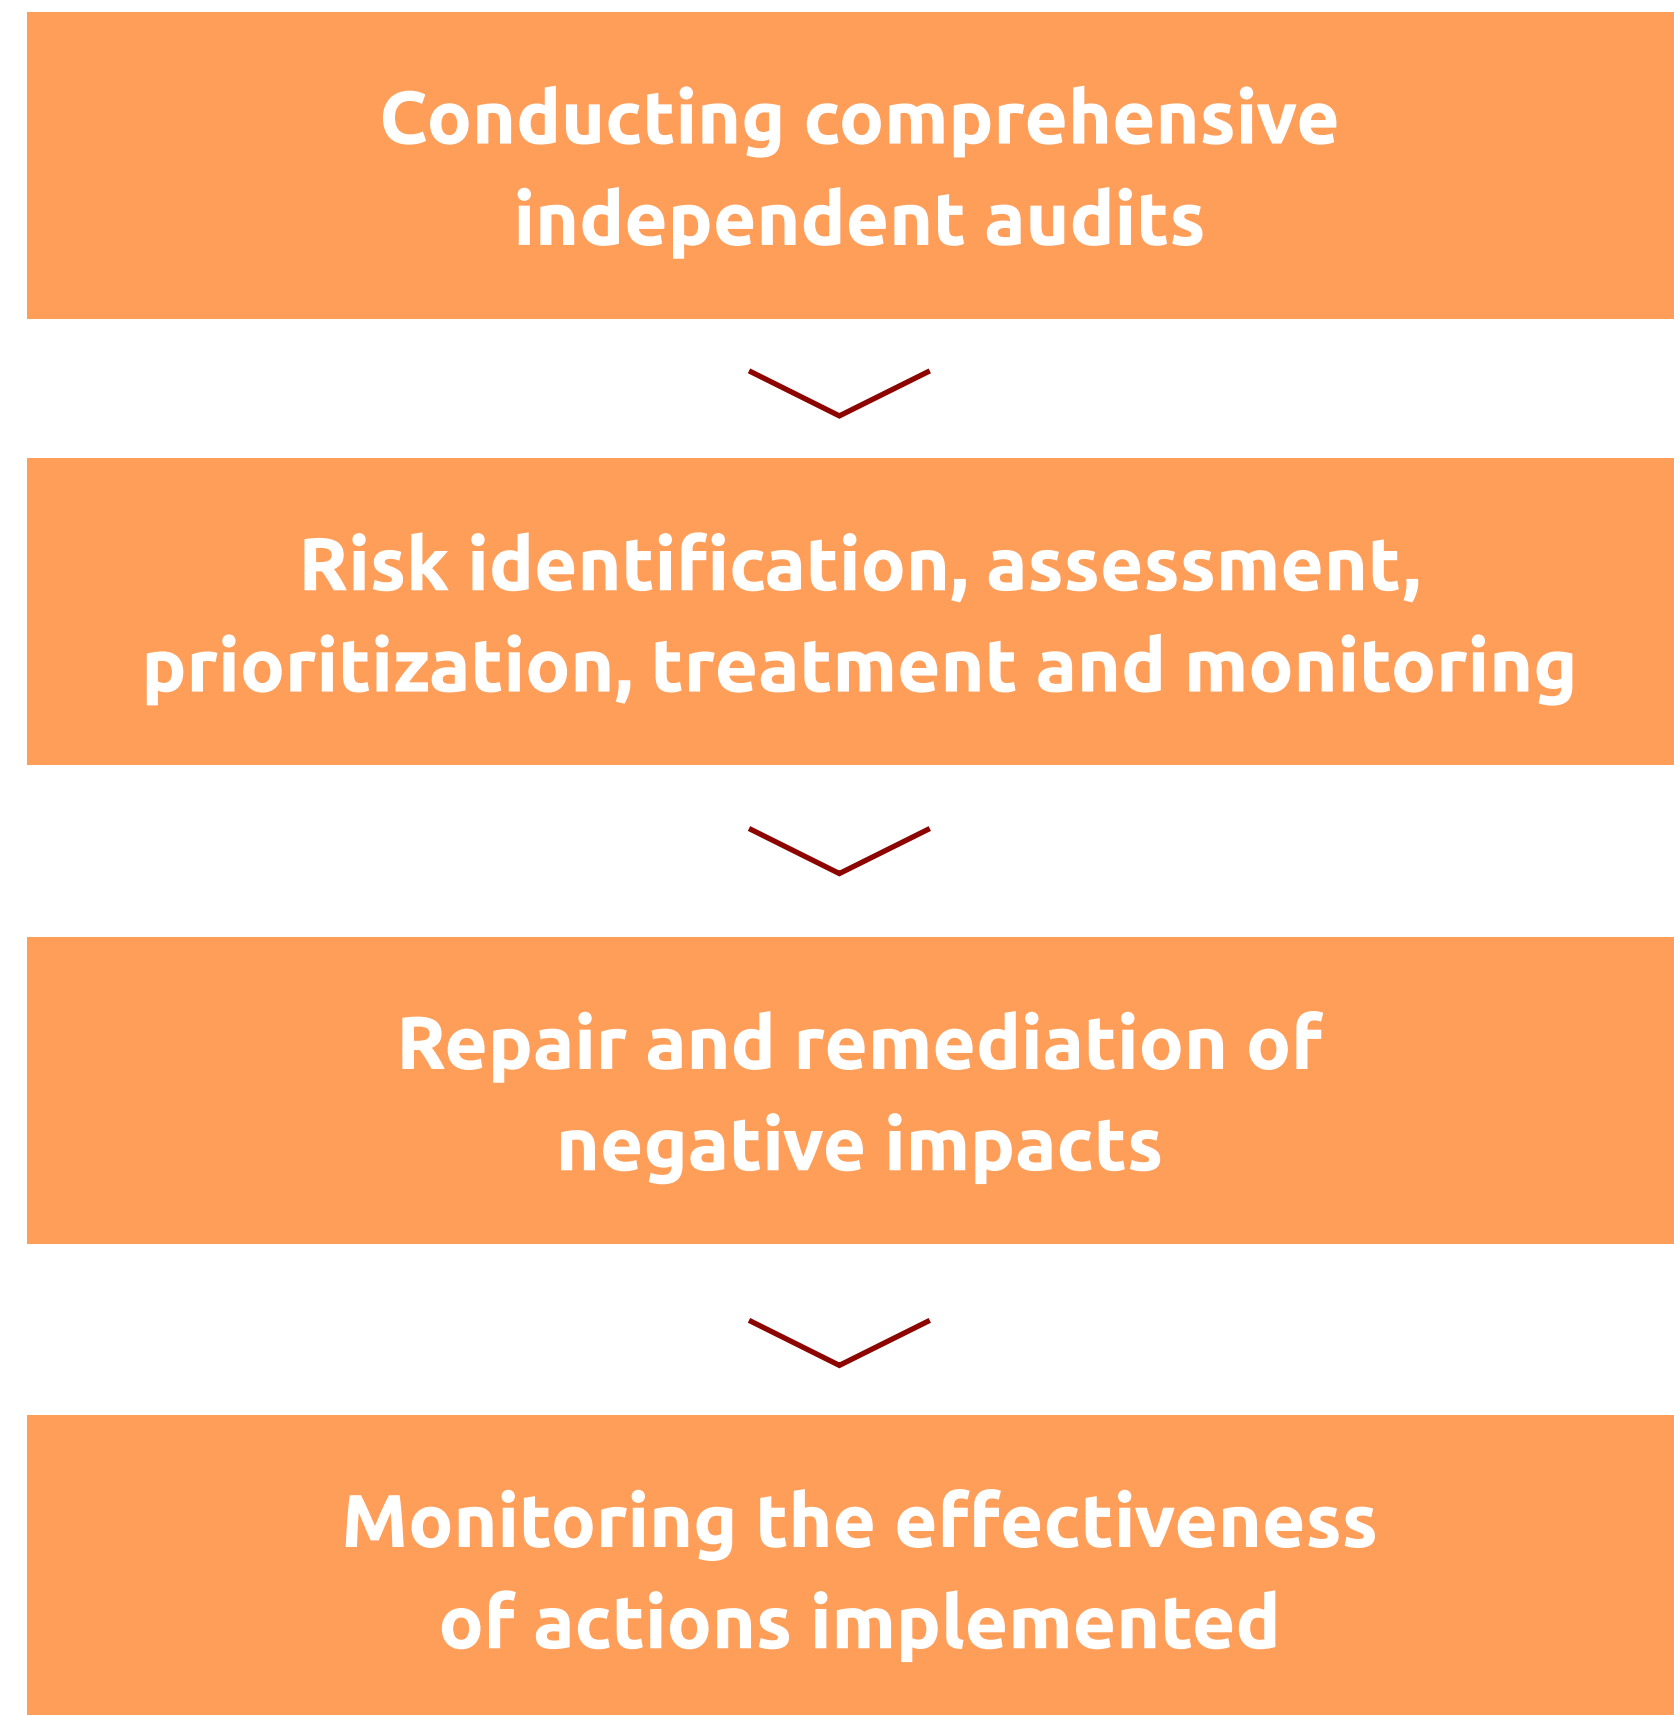 Conducting comprehensive
independent audits
Risk identification, assessment,
prioritization, treatment and monitoring
Repair and remediation of
negative impacts
Monitoring the effectiveness
of actions implemented